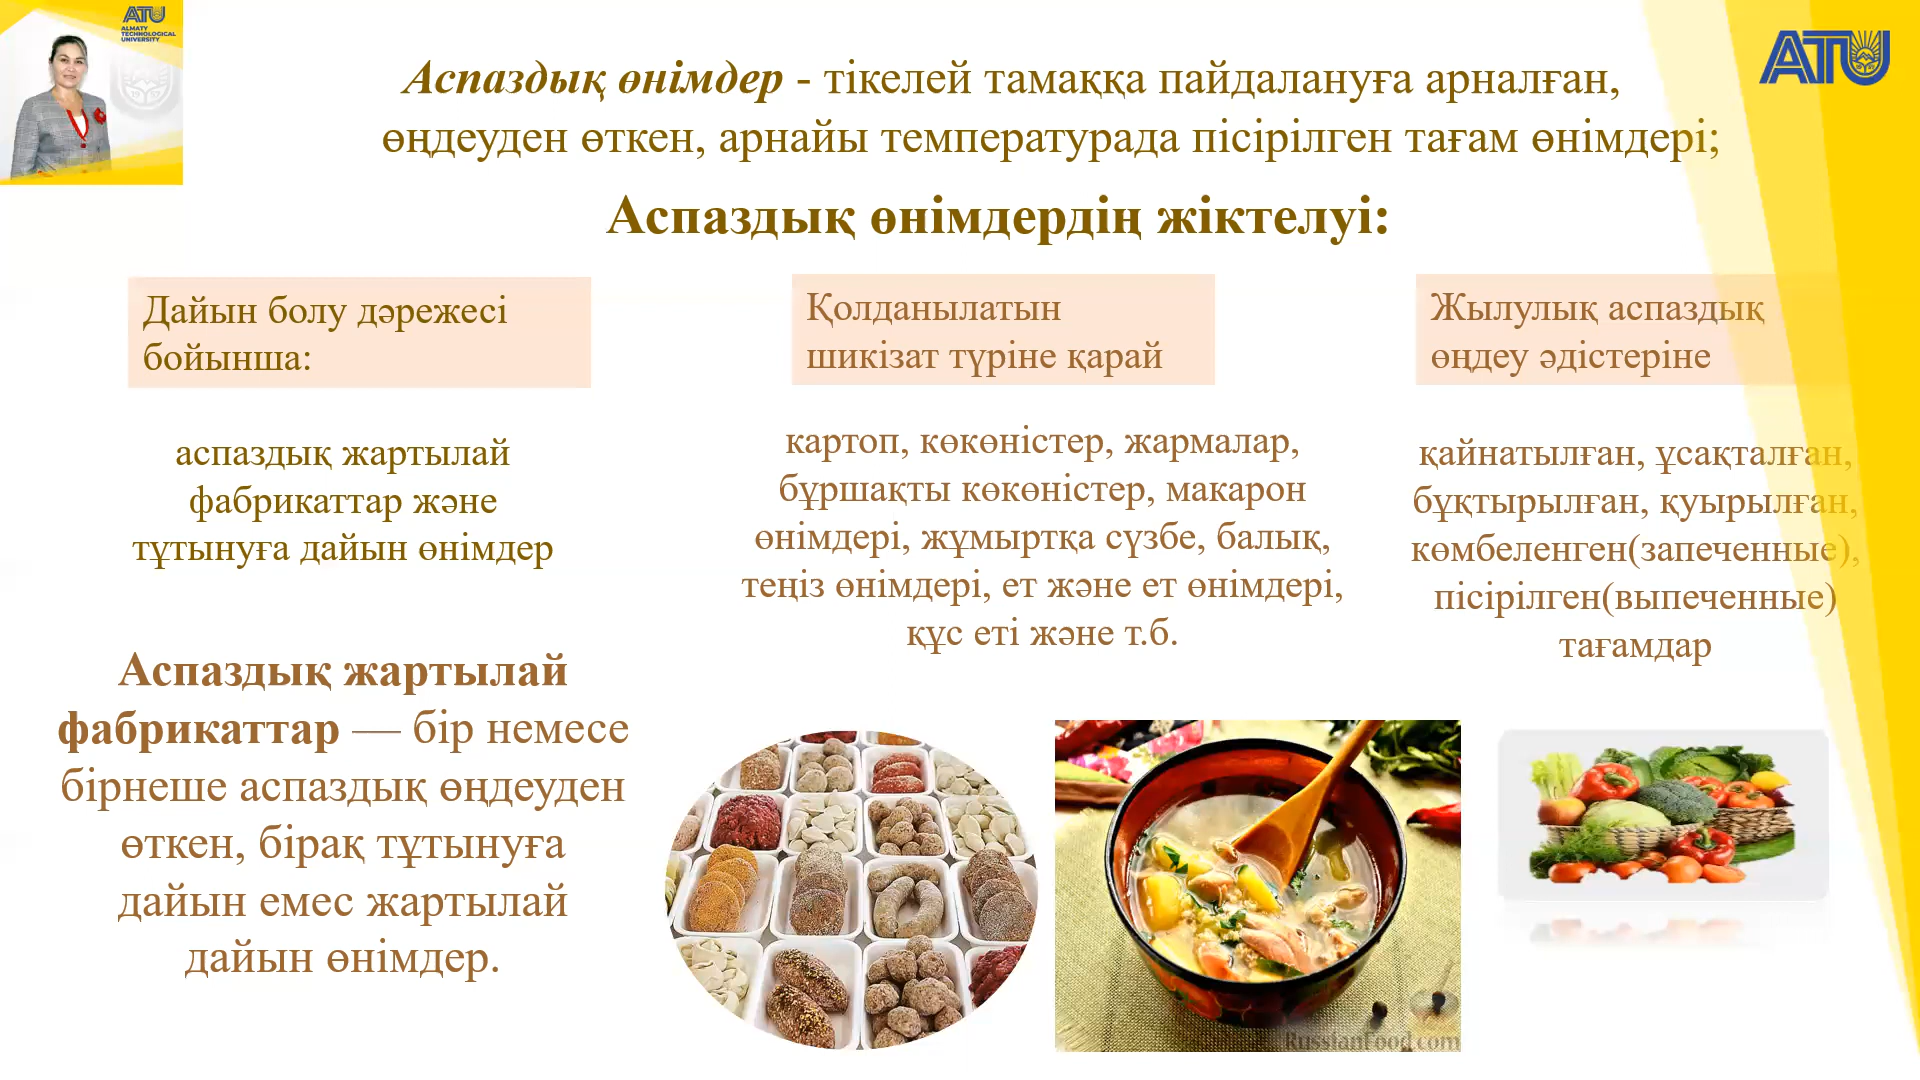 ATU
ALMATY
TECHNOLOGICAL
UNIVERSITY
ATU
Аспаздық өнімдер - тікелей тамаққа пайдалануға арналған,
өңдеуден өткен, арнайы температурада пісірілген тағам өнімдері;
Аспаздық өнімдердің жіктелуі:
Дайын болу дәрежесі
бойынша:
аспаздық жартылай
фабрикаттар және
тұтынуға дайын өнімдер
Аспаздық жартылай
фабрикаттар — бір немесе
бірнеше аспаздық өңдеуден
өткен, бірақ тұтынуға
дайын емес жартылай
дайын өнімдер.
Қолданылатын
шикізат түріне қарай
картоп, көкөністер, жармалар,
бұршақты көкөністер, макарон
өнімдері, жұмыртқа сүзбе, балық,
теңіз өнімдері, ет және ет өнімдері,
құс еті және т.б.
Жылулық аспаздық
өңдеу әдістеріне
қайнатылған, ұсақталған,
бұқтырылған, қуырылған,
көмбеленген(запеченные),
пісірілген(выпеченные)
тағамдар
RussianFood.com